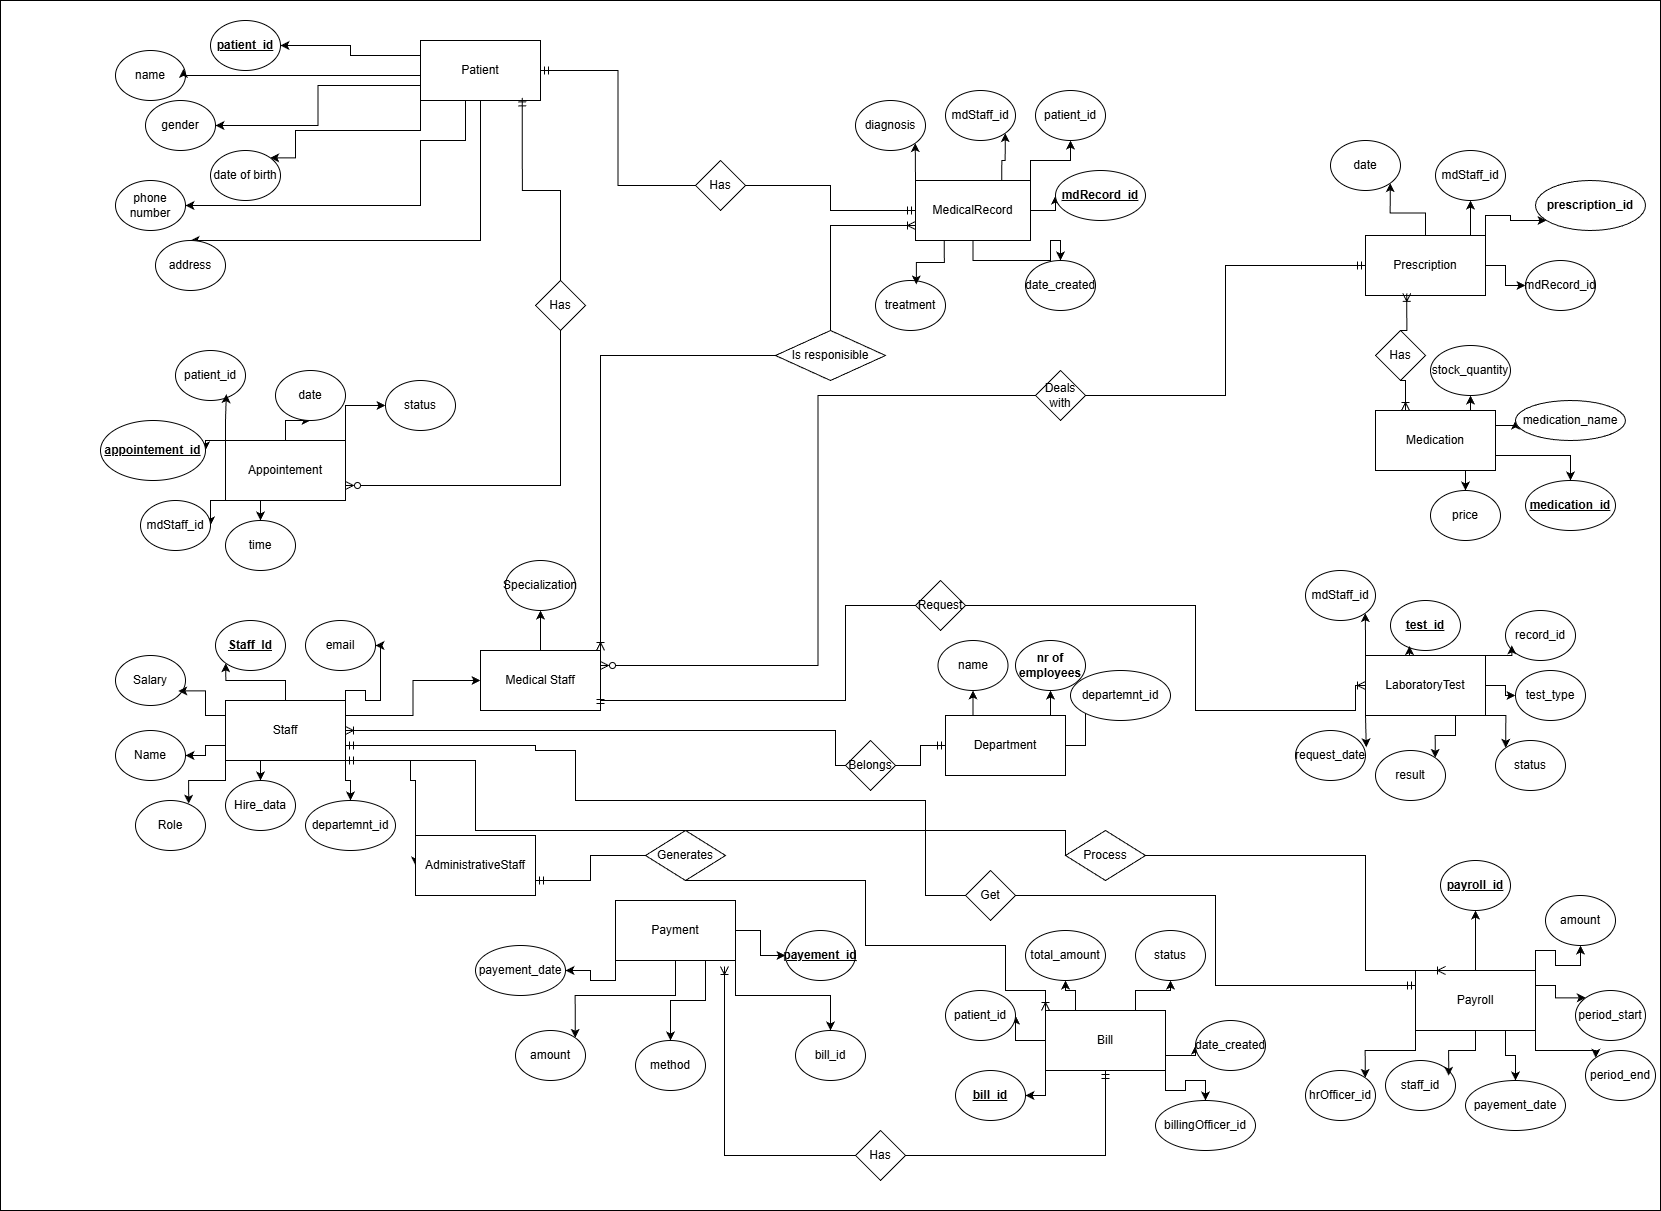 patient_id
Patient
name
gender
date of birth
phone
number
address
Has
diagnosis
mdStaff_id
patient_id
MedicalRecord
mdRecord_id
treatment
date_created
date
mdStaff_id
prescription_id
Prescription
mdRecord_id
Has
Is responisible
Has
stock_quantity
Deals
with
medication_name
Medication
medication_id
price
patient_id
date
status
appointement_id
Appointement
mdStaff_id
time
Specialization
Medical Staff
Request
mdStaff_id
test_id
record_id
LaboratoryTest
test_type
request_date
result
status
name
nr of
employees
departemnt_id
Department
Belongs
Staff_Id
email
Salary
Staff
Name
Hire_data
Role
departemnt_id
AdministrativeStaff
Generates
Process
Get
payroll_id
amount
Payroll
period_start
period_end
hrOfficer_id
staff_id
payement_date
Payment
payement_id
payement_date
amount
method
bill_id
total_amount
status
patient_id
Bill
date_created
bill_id
billingOfficer_id
Has